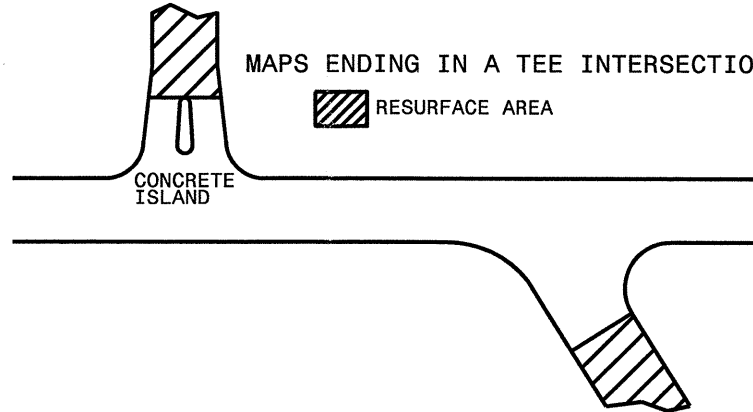 MAPS ENDING IN A TEE INTERSECTIO
RESURFACE AREA
CONCRETE
ISLAND